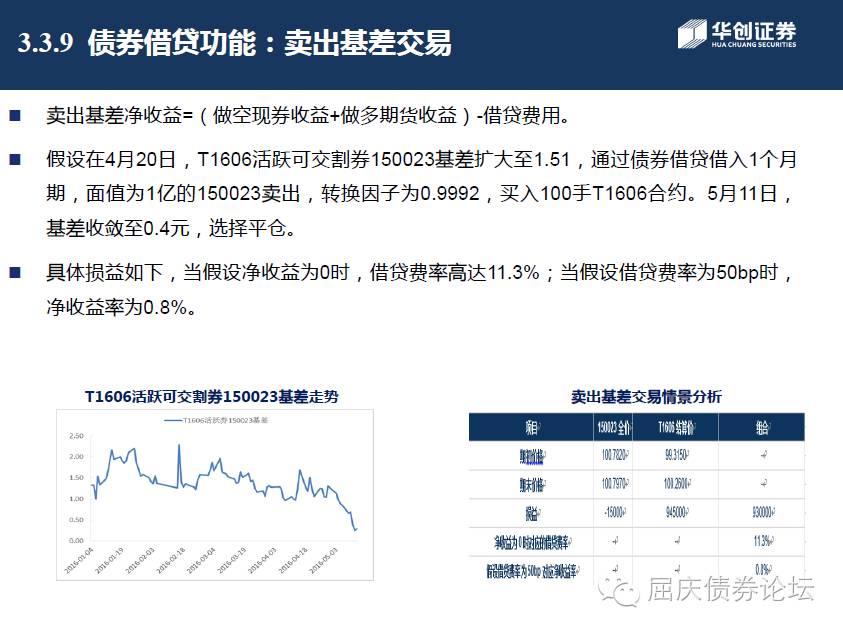 3.3.9 债券借贷功能：卖出基差交易
华创证券
HUA CHUANG SECURITIES
卖出基差净收益=（做空现券收益+做多期货收益）-借贷费用。
假设在4月20日，T1606活跃可交割券150023基差扩大至1.51，通过债券借贷借入1个月
期，面值为1亿的150023卖出，转换因子为0.9992，买入100手T1606合约。5月11日，
基差收敛至0.4元，选择平仓。
具体损益如下，当假设净收益为0时，借贷费率高达11.3%；当假设借贷费率为50bp时，
净收益率为0.8%。
T1606活跃可交割券150023基差走势
T1606活跃券150023基差
2.50
2.00
1.50
1.00
0.50
0.00
2016-01-04 2016-01-19 2016-02-03 2016-02-18 2016-03-04 2016-03-19 2016-04-03 2016-04-18 2016-05-03
卖出基差交易情景分析
项目 150023 全价 T1606 结算价 组合
期初价格 100.7820 99.3150 -
期末价格 100.7970 100.2600 -
损益 -15000 945000 930000
净收益为 0 时对应的借贷费率 - - 11.3%
假设借贷费率为 50bp 对应净收益率 - - 0.8%
屈庆债券论坛